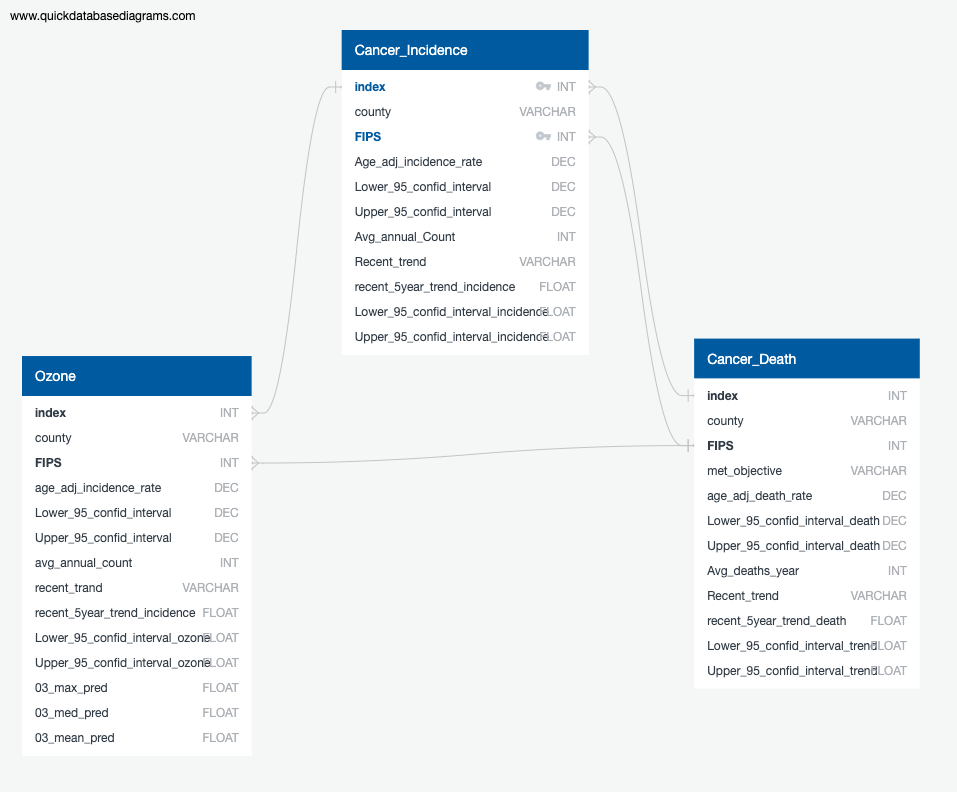 www.quickdatabasediagrams.com
Cancer_Incidence
index INT
county VARCHAR
FIPS INT
Age_adj_incidence_rate DEC
Lower_95_confid_interval DEC
Upper_95_confid_interval DEC
Avg_annual_Count INT
Recent_trend VARCHAR
recent_5year_trend_incidence FLOAT
Lower_95_confid_interval_incidence FLOAT
Upper_95_confid_interval_incidence FLOAT
Ozone
index INT
county VARCHAR
FIPS INT
age_adj_incidence_rate DEC
Lower_95_confid_interval DEC
Upper_95_confid_interval DEC
avg_annual_count INT
recent_trand VARCHAR
recent_5year_trend_incidence FLOAT
Lower_95_confid_interval_ozone FLOAT
Upper_95_confid_interval_ozone FLOAT
03_max_pred FLOAT
03_med_pred FLOAT
03_mean_pred FLOAT
Cancer_Death
index INT
county VARCHAR
FIPS INT
met_objective VARCHAR
age_adj_death_rate DEC
Lower_95_confid_interval_death DEC
Upper_95_confid_interval_death DEC
Avg_deaths_year INT
Recent_trend VARCHAR
recent_5year_trend_death FLOAT
Lower_95_confid_interval_trend FLOAT
Upper_95_confid_interval_trend FLOAT